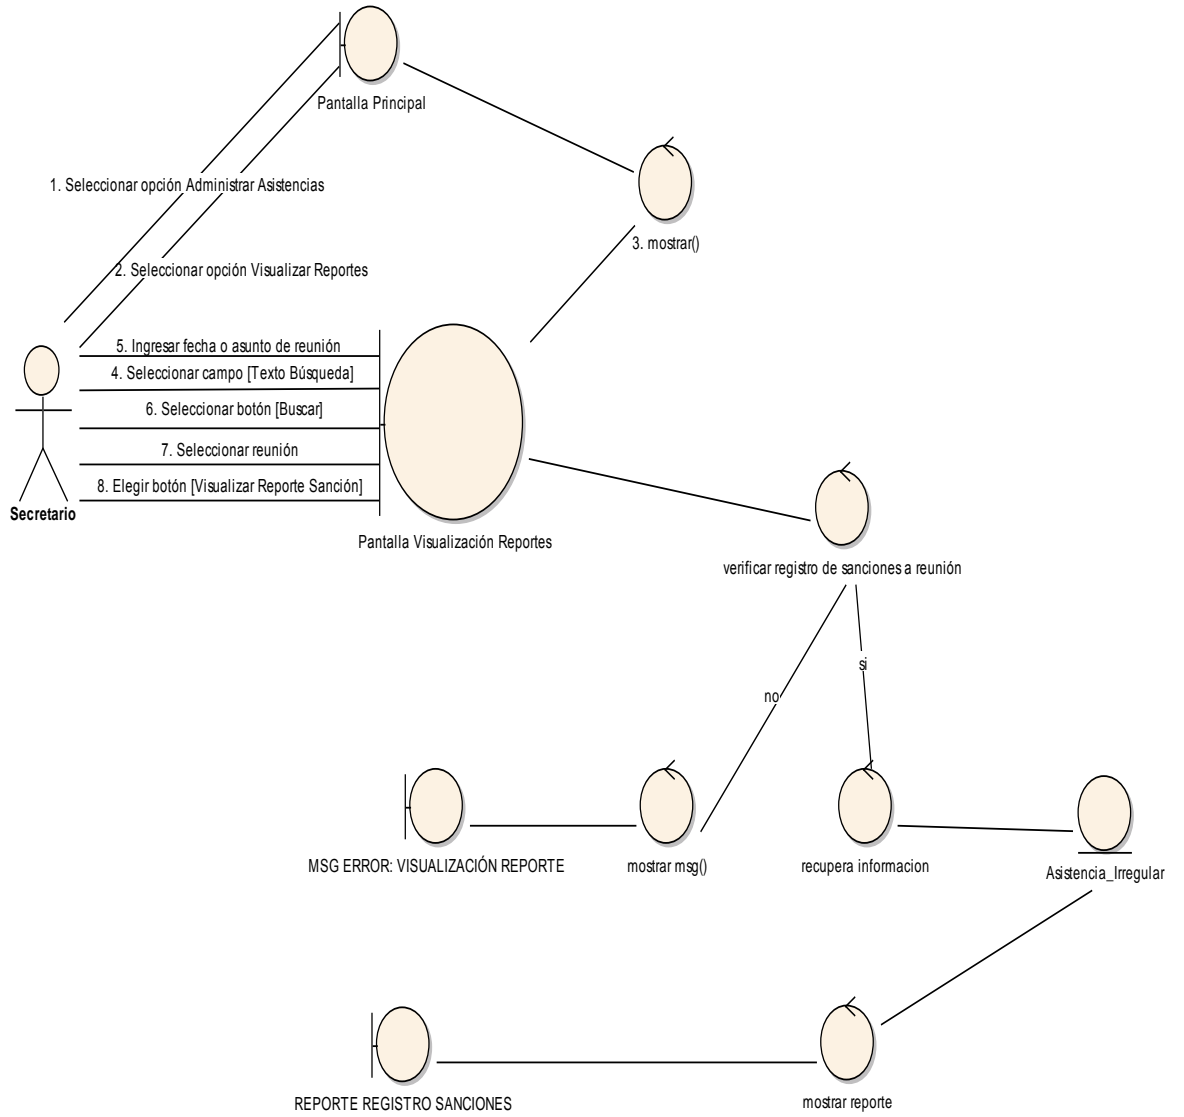 Pantalla Principal
1. Seleccionar opción Administrar Asistencias
3. mostrar()
2. Seleccionar opción Visualizar Reportes
5. Ingresar fecha o asunto de reunión
4. Seleccionar campo [Texto Búsqueda]
6. Seleccionar botón [Buscar]
7. Seleccionar reunión
8. Elegir botón [Visualizar Reporte Sanción]
Secretario
Pantalla Visualización Reportes
verificar registro de sanciones a reunión
si
no
MSG ERROR: VISUALIZACIÓN REPORTE
mostrar msg()
recupera informacion
Asistencia_Irregular
REPORTE REGISTRO SANCIONES
mostrar reporte